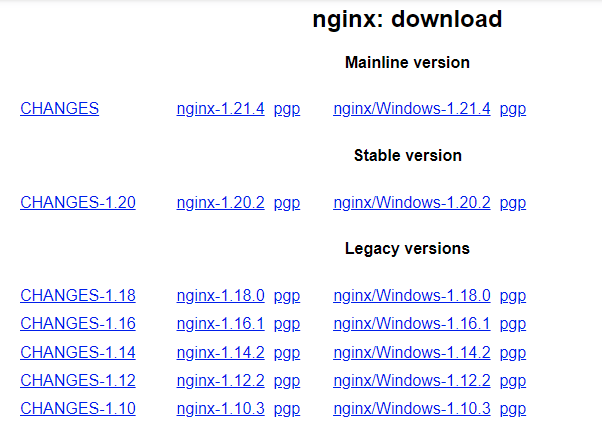 nginx: download
Mainline version
CHANGES nginx-1.21.4 pgp nginx/Windows-1.21.4 pgp
Stable version
CHANGES-1.20 nginx-1.20.2 pgp nginx/Windows-1.20.2 pgp
Legacy versions
CHANGES-1.18 nginx-1.18.0 pgp nginx/Windows-1.18.0 pgp
CHANGES-1.16 nginx-1.16.1 pgp nginx/Windows-1.16.1 pgp
CHANGES-1.14 nginx-1.14.2 pgp nginx/Windows-1.14.2 pgp
CHANGES-1.12 nginx-1.12.2 pgp nginx/Windows-1.12.2 pgp
CHANGES-1.10 nginx-1.10.3 pgp nginx/Windows-1.10.3 pgp